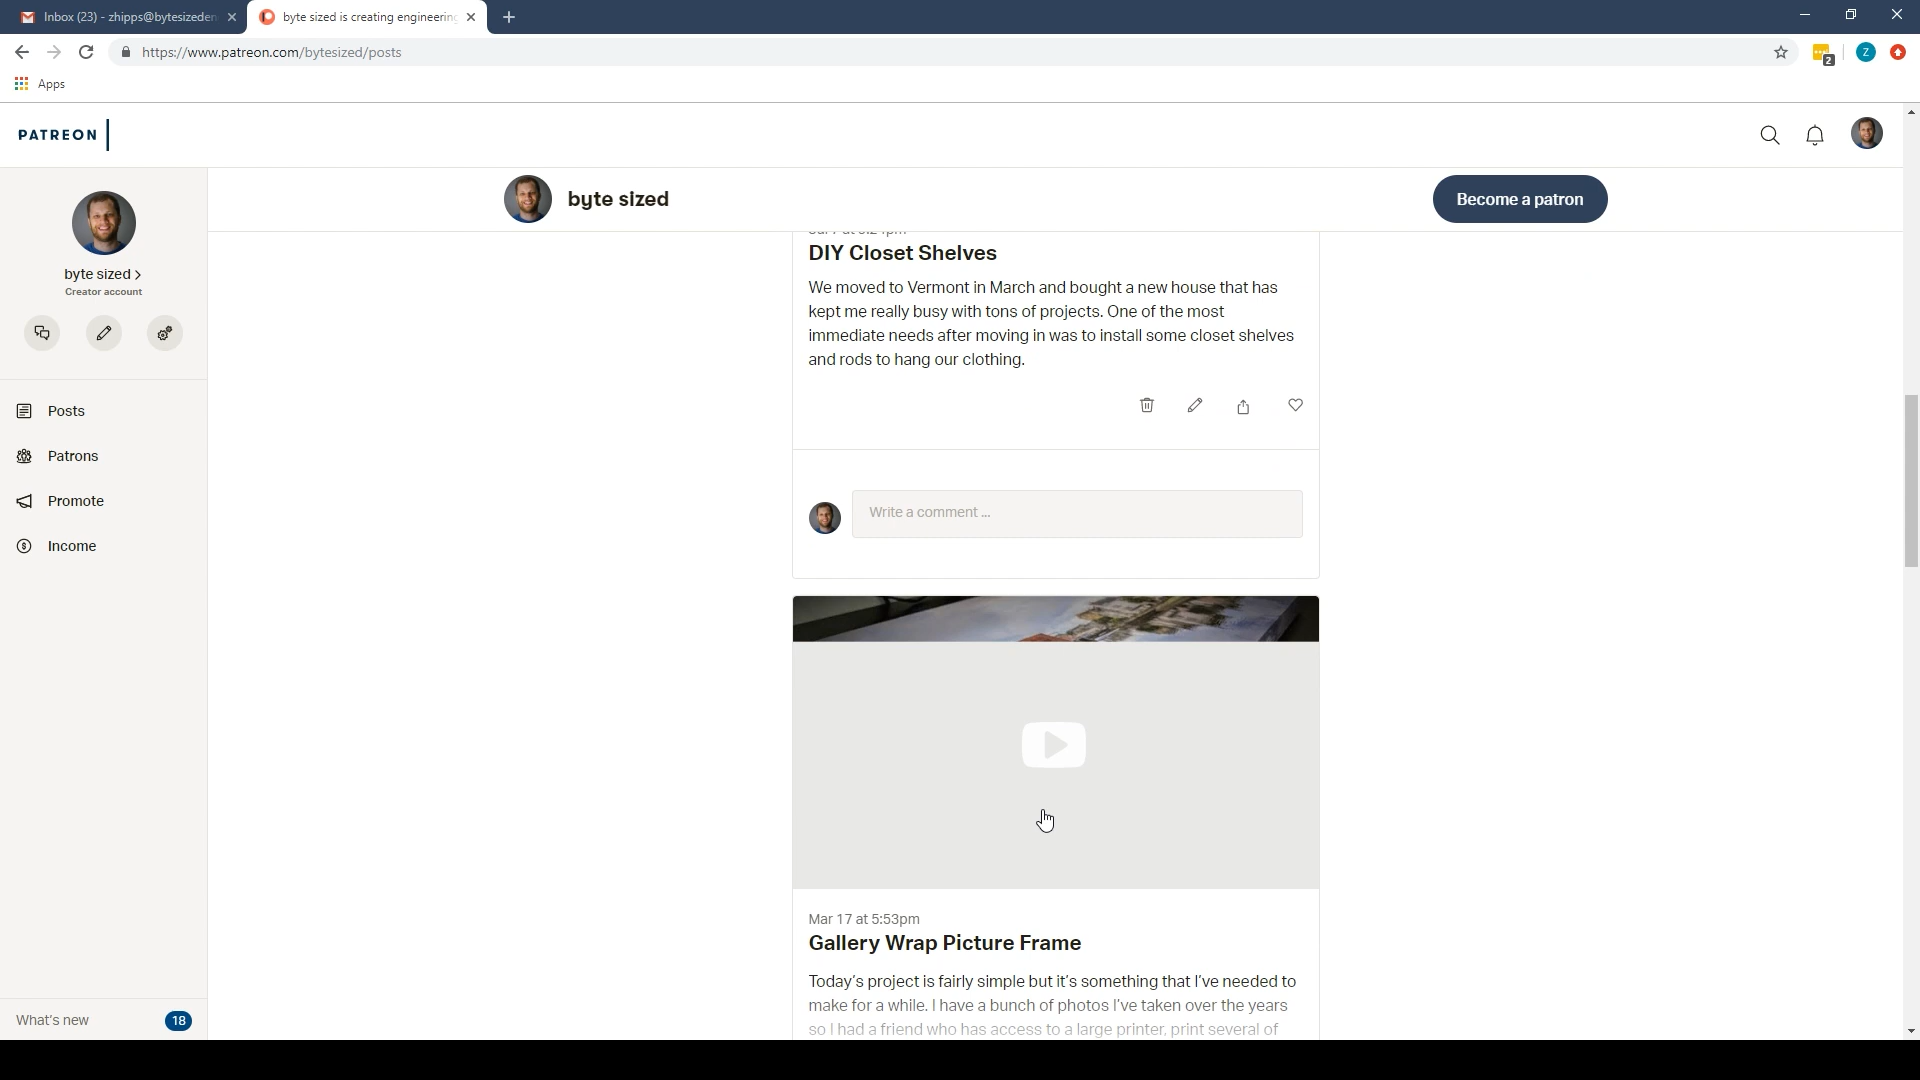 Inbox (23) - zhipps@bytesizeden
byte sized is creating engineering
https://www.patreon.com/bytesized/posts
2
Z
Apps
PATREON
byte sized
Become a patron
byte sized >
Creator account
Posts
Patrons
Promote
Income
What's new
18
DIY Closet Shelves
We moved to Vermont in March and bought a new house that has
kept me really busy with tons of projects. One of the most
immediate needs after moving in was to install some closet shelves
and rods to hang our clothing.
Write a comment ...
Mar 17 at 5:53pm
Gallery Wrap Picture Frame
Today's project is fairly simple but it's something that I've needed to
make for a while. I have a bunch of photos I've taken over the years
so I had a friend who has access to a large printer, print several of